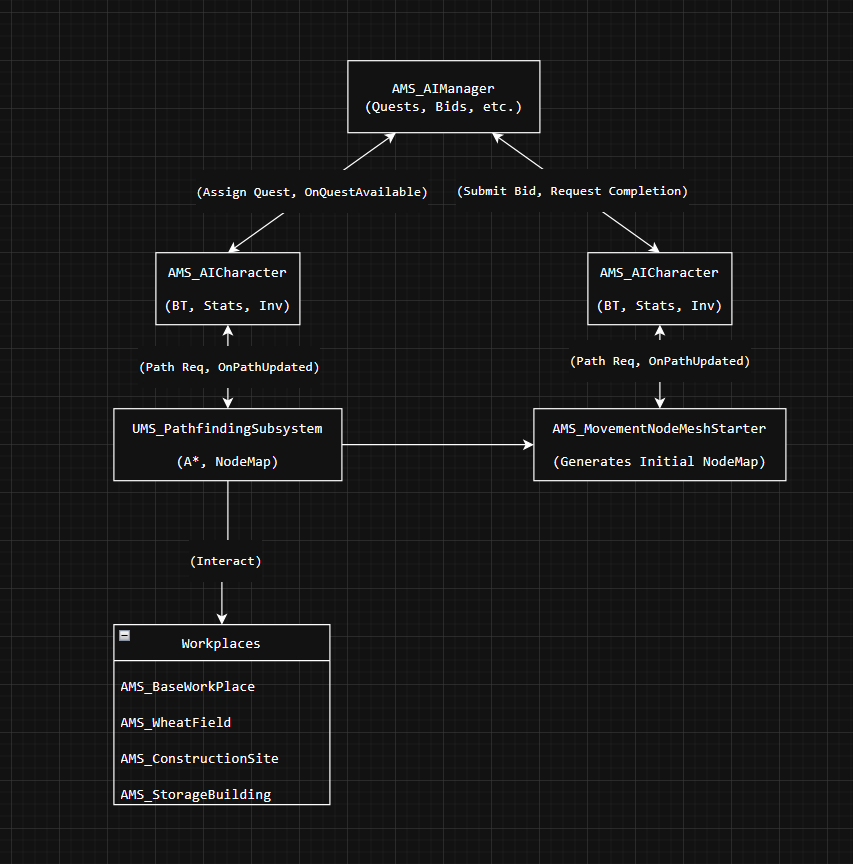 AMS_AIManager
(Quests, Bids, etc.)
(Assign Quest, OnQuestAvailable)
(Submit Bid, Request Completion)
AMS_AICharacter
(BT, Stats, Inv)
AMS_AICharacter
(BT, Stats, Inv)
(Path Req, OnPathUpdated)
(Path Req, OnPathUpdated)
UMS_PathfindingSubsystem
(A*, NodeMap)
AMS_MovementNodeMeshStarter
(Generates Initial NodeMap)
(Interact)
Workplaces
AMS_BaseWorkPlace
AMS_WheatField
AMS_ConstructionSite
AMS_StorageBuilding